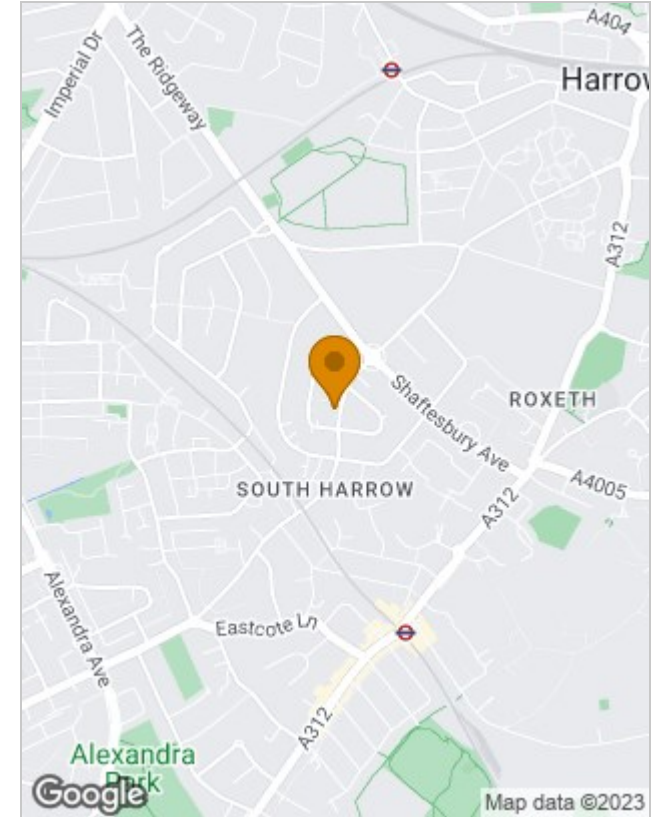 A404
Imperial Dr
The Ridgeway
Harrow
A312
Shaftesbury Ave
ROXETH
A4005
SOUTH HARROW
A312
Alexandra Ave
Eastcote Ln
A312
Alexandra
Park
Google
Map data ©2023